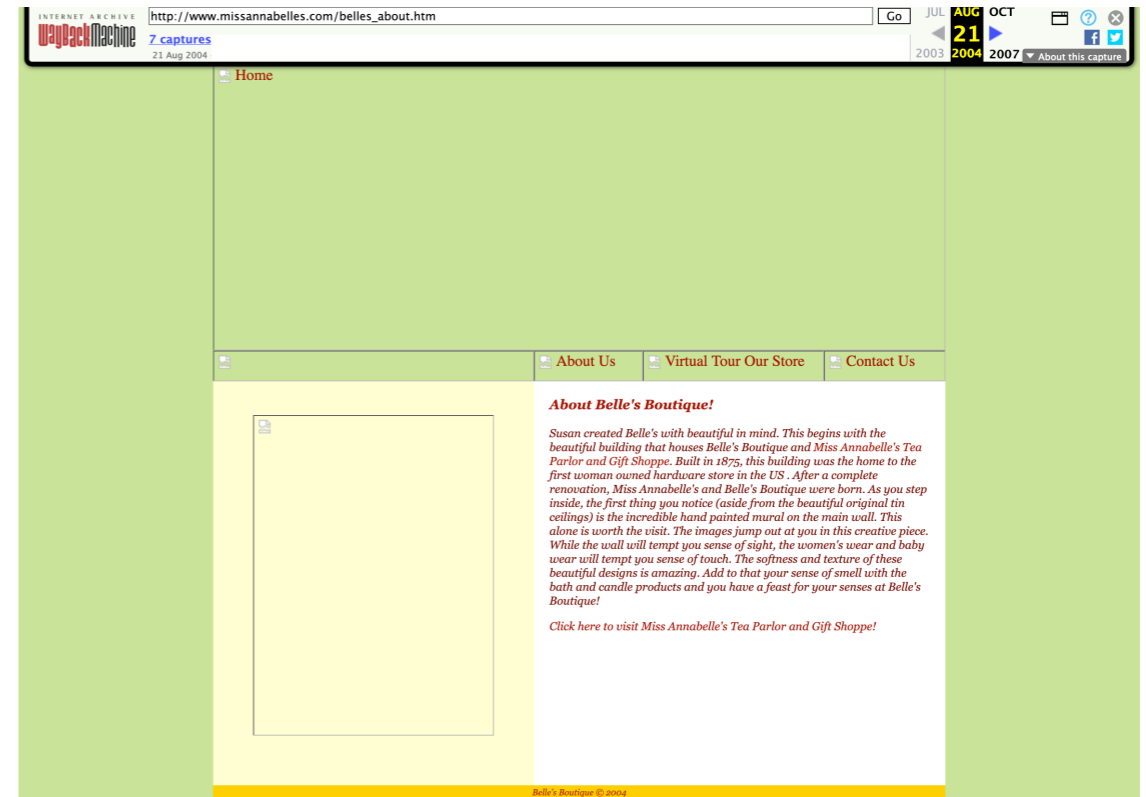 INTERNET ARCHIVE
WayBackMachine
http://www.missannabelles.com/belles_about.htm
Go
JUL
AUG
OCT
7 captures
21
21 Aug 2004
2003
2004
2007
About this capture
Home
About Us
Virtual Tour Our Store
Contact Us
About Belle's Boutique!
Susan created Belle's with beautiful in mind. This begins with the
beautiful building that houses Belle's Boutique and Miss Annabelle's Tea
Parlor and Gift Shoppe. Built in 1875, this building was the home to the
first woman owned hardware store in the US . After a complete
renovation, Miss Annabelle's and Belle's Boutique were born. As you step
inside, the first thing you notice (aside from the beautiful original tin
ceilings) is the incredible hand painted mural on the main wall. This
alone is worth the visit. The images jump out at you in this creative piece.
While the wall will tempt you sense of sight, the women's wear and baby
wear will tempt you sense of touch. The softness and texture of these
beautiful designs is amazing. Add to that your sense of smell with the
bath and candle products and you have a feast for your senses at Belle's
Boutique!
Click here to visit Miss Annabelle's Tea Parlor and Gift Shoppe!
Belle's Boutique © 2004